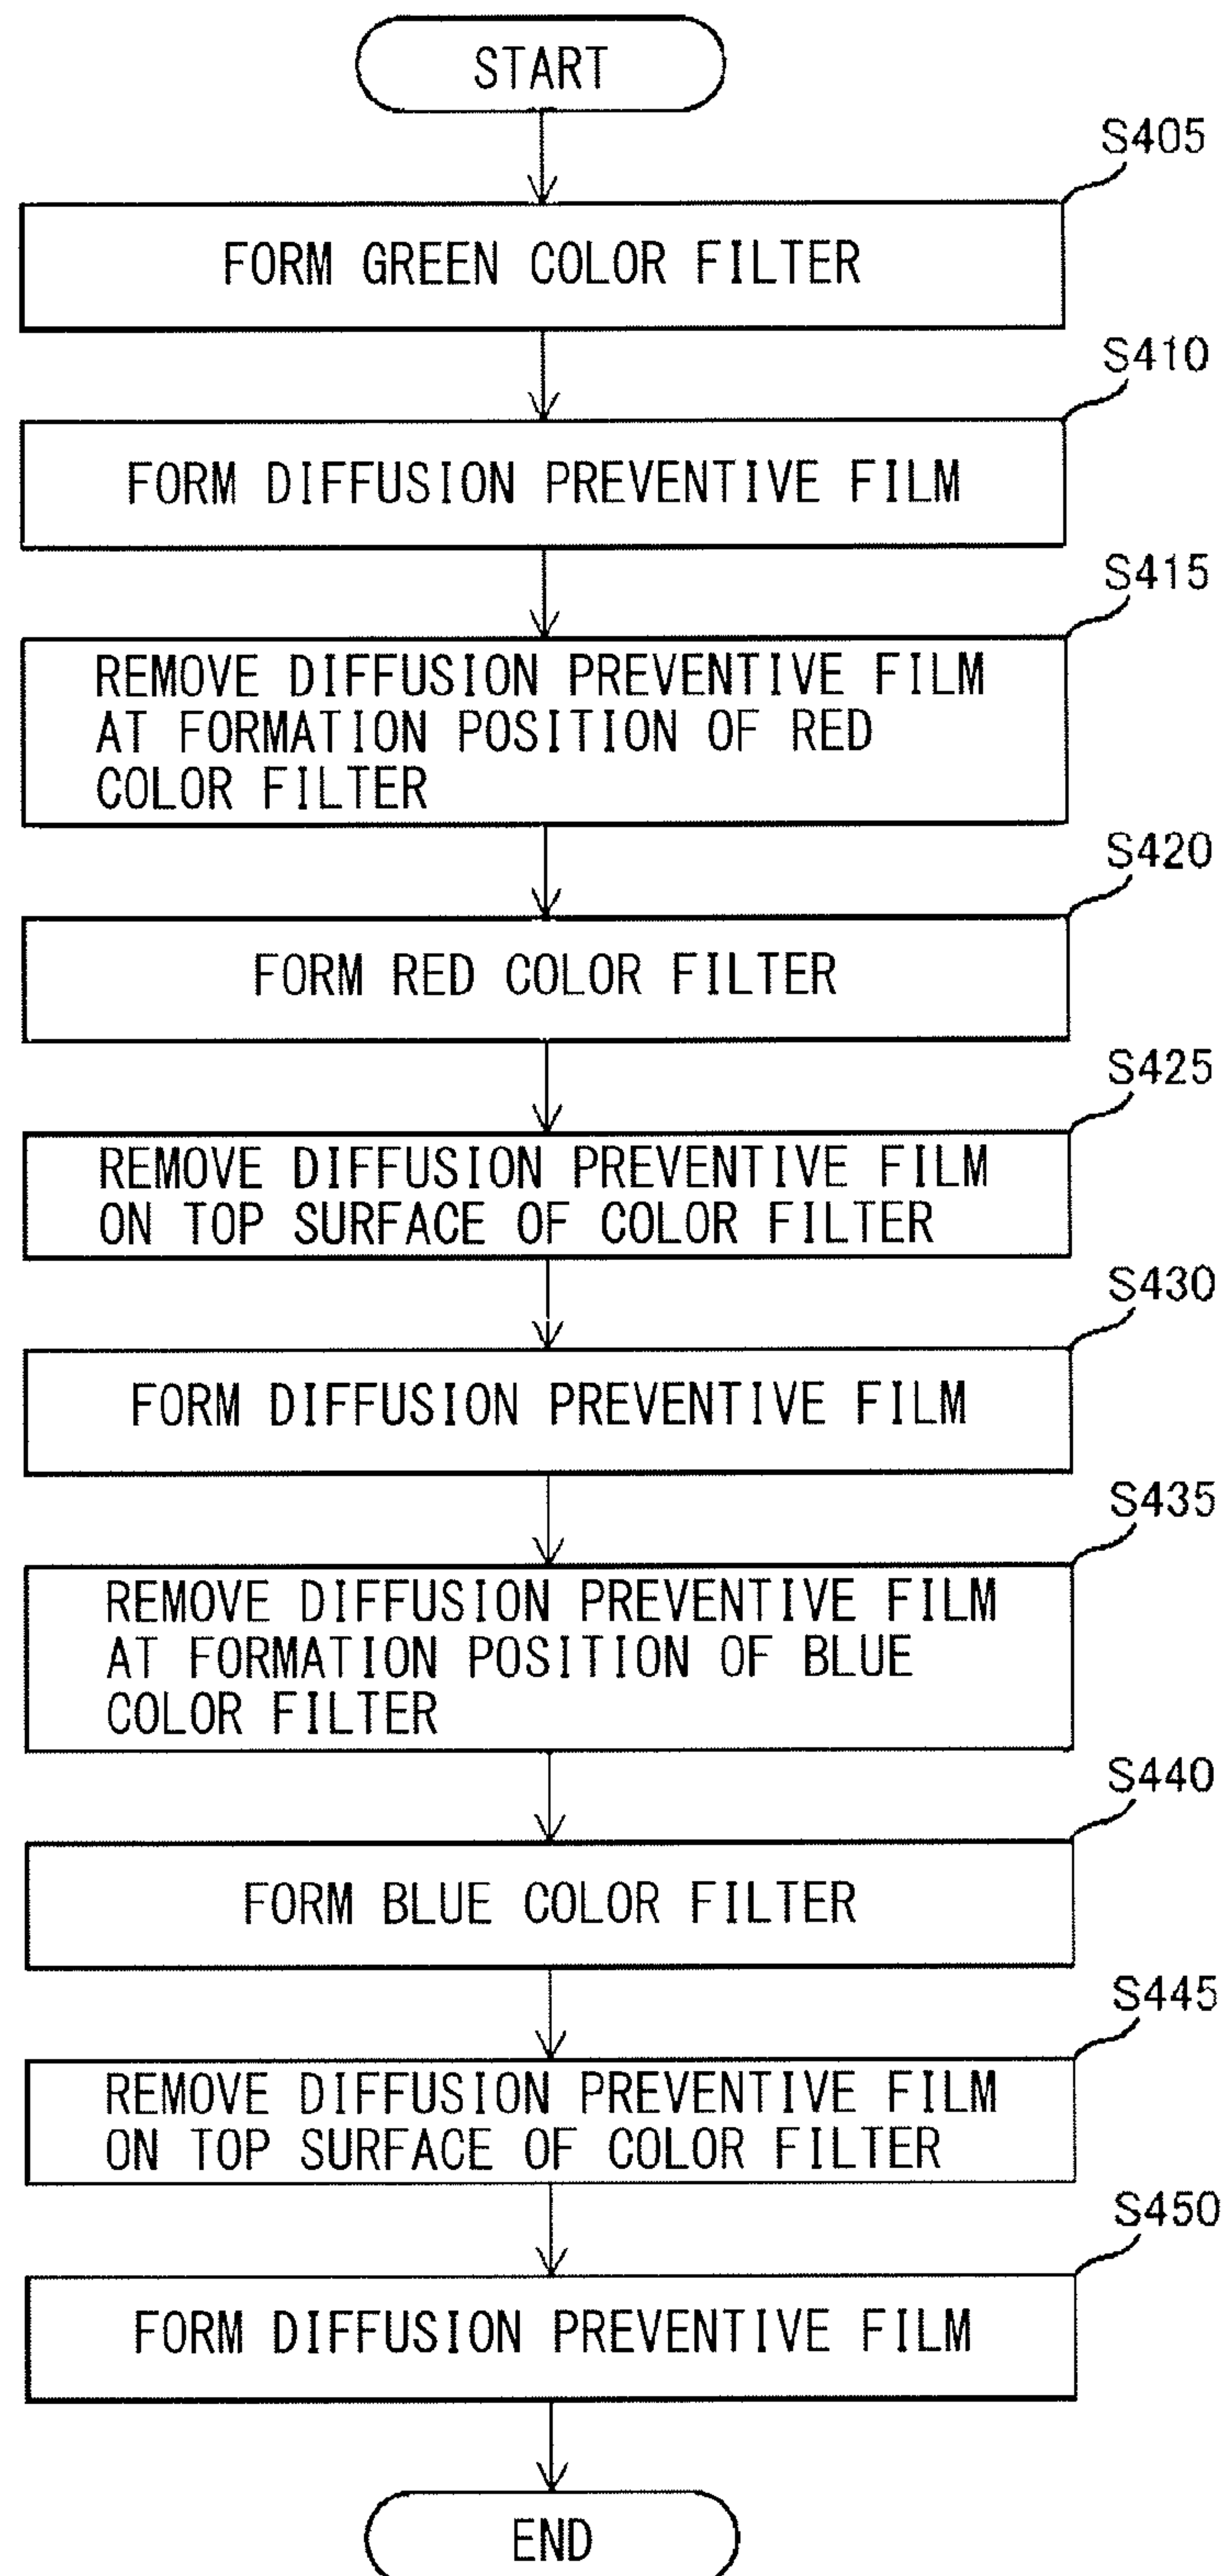 START
S405
FORM GREEN COLOR FILTER
S410
FORM DIFFUSION PREVENTIVE FILM
S415
REMOVE DIFFUSION PREVENTIVE FILM
AT FORMATION POSITION OF RED
COLOR FILTER
S420
FORM RED COLOR FILTER
S425
REMOVE DIFFUSION PREVENTIVE FILM
ON TOP SURFACE OF COLOR FILTER
S430
FORM DIFFUSION PREVENTIVE FILM
S435
REMOVE DIFFUSION PREVENTIVE FILM
AT FORMATION POSITION OF BLUE
COLOR FILTER
S440
FORM BLUE COLOR FILTER
S445
REMOVE DIFFUSION PREVENTIVE FILM
ON TOP SURFACE OF COLOR FILTER
S450
FORM DIFFUSION PREVENTIVE FILM
END